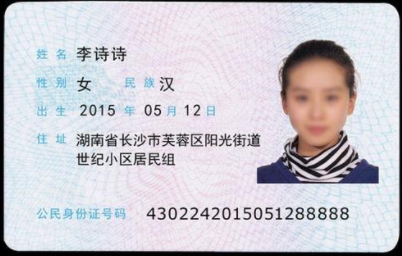 姓名 李诗诗
性别 女 民族 汉
出生 2015 年 05 月 12 日
住址 湖南省长沙市芙蓉区阳光街道
世纪小区居民组
公民身份证号码 4302242015051288888